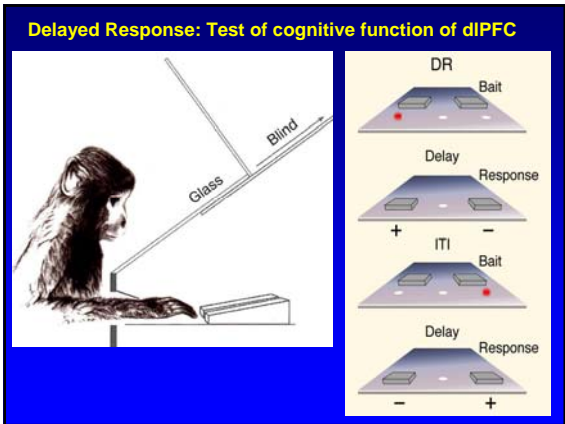 Delayed Response: Test of cognitive function of dlPFC
Glass
Blind
DR
Bait
Delay
Response
+ −
ITI
Bait
Delay
Response
− +